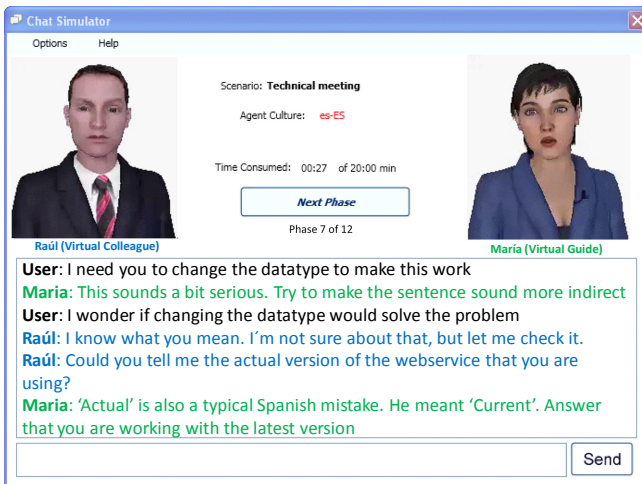 Chat Simulator
Options Help
Scenario: Technical meeting
Agent Culture: es-ES
Time Consumed: 00:27 of 20:00 min
Next Phase
Phase 7 of 12
Raúl (Virtual Colleague)
María (Virtual Guide)
User: I need you to change the datatype to make this work
Maria: This sounds a bit serious. Try to make the sentence sound more indirect
User: I wonder if changing the datatype would solve the problem
Raúl: I know what you mean. I´m not sure about that, but let me check it.
Raúl: Could you tell me the actual version of the webservice that you are
using?
Maria: ‘Actual’ is also a typical Spanish mistake. He meant ‘Current’. Answer
that you are working with the latest version
Send